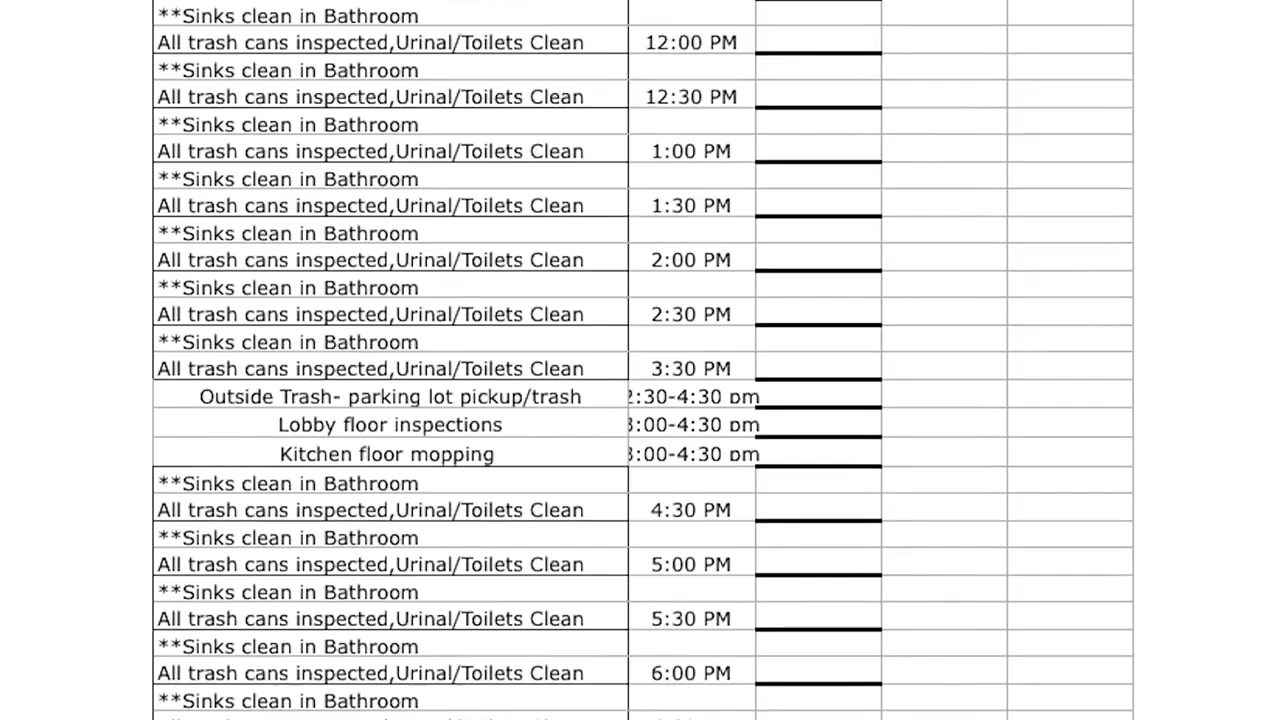 **Sinks clean in Bathroom
All trash cans inspected,Urinal/Toilets Clean 12:00 PM
**Sinks clean in Bathroom
All trash cans inspected,Urinal/Toilets Clean 12:30 PM
**Sinks clean in Bathroom
All trash cans inspected,Urinal/Toilets Clean 1:00 PM
**Sinks clean in Bathroom
All trash cans inspected,Urinal/Toilets Clean 1:30 PM
**Sinks clean in Bathroom
All trash cans inspected,Urinal/Toilets Clean 2:00 PM
**Sinks clean in Bathroom
All trash cans inspected,Urinal/Toilets Clean 2:30 PM
**Sinks clean in Bathroom
All trash cans inspected,Urinal/Toilets Clean 3:30 PM
Outside Trash- parking lot pickup/trash 2:30-4:30 pm
Lobby floor inspections 3:00-4:30 pm
Kitchen floor mopping 3:00-4:30 pm
**Sinks clean in Bathroom
All trash cans inspected,Urinal/Toilets Clean 4:30 PM
**Sinks clean in Bathroom
All trash cans inspected,Urinal/Toilets Clean 5:00 PM
**Sinks clean in Bathroom
All trash cans inspected,Urinal/Toilets Clean 5:30 PM
**Sinks clean in Bathroom
All trash cans inspected,Urinal/Toilets Clean 6:00 PM
**Sinks clean in Bathroom